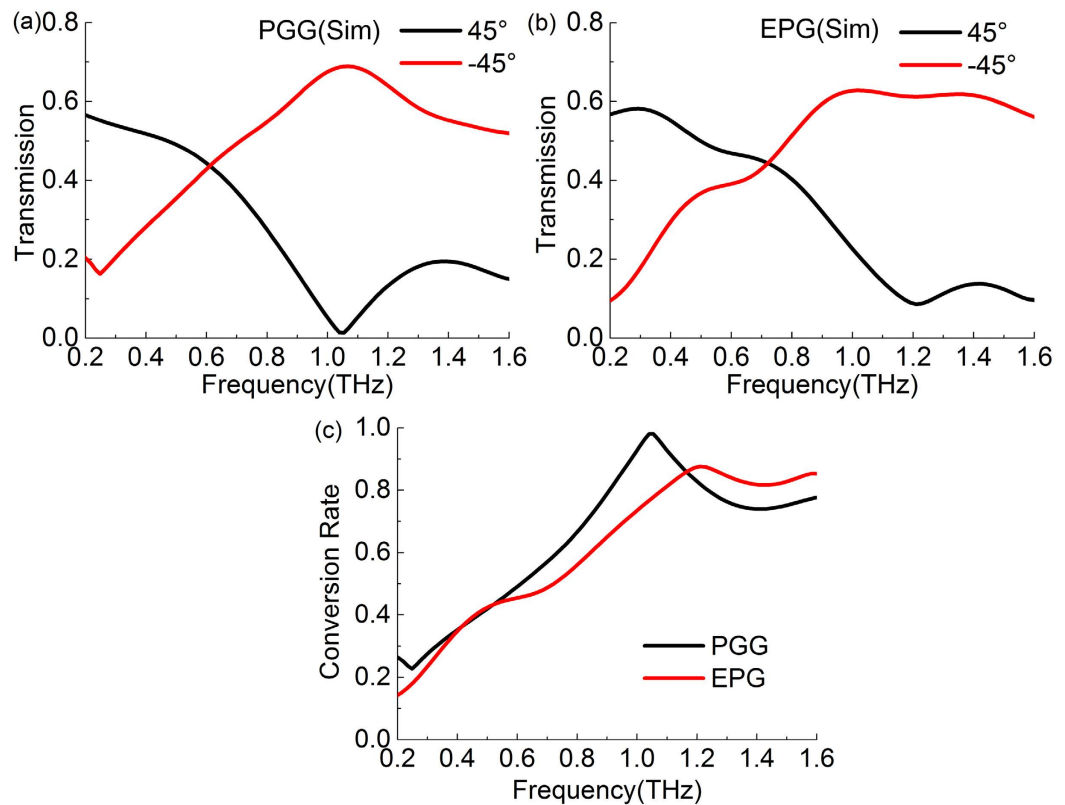 (a)
PGG(Sim)
45°
-45°
Transmission
0.8
0.6
0.4
0.2
0.0
0.2 0.4 0.6 0.8 1.0 1.2 1.4 1.6
Frequency(THz)
(b)
EPG(Sim)
45°
-45°
Transmission
0.8
0.6
0.4
0.2
0.0
0.2 0.4 0.6 0.8 1.0 1.2 1.4 1.6
Frequency(THz)
(c)
Conversion Rate
1.0
0.8
0.6
0.4
0.2
0.0
PGG
EPG
0.2 0.4 0.6 0.8 1.0 1.2 1.4 1.6
Frequency(THz)